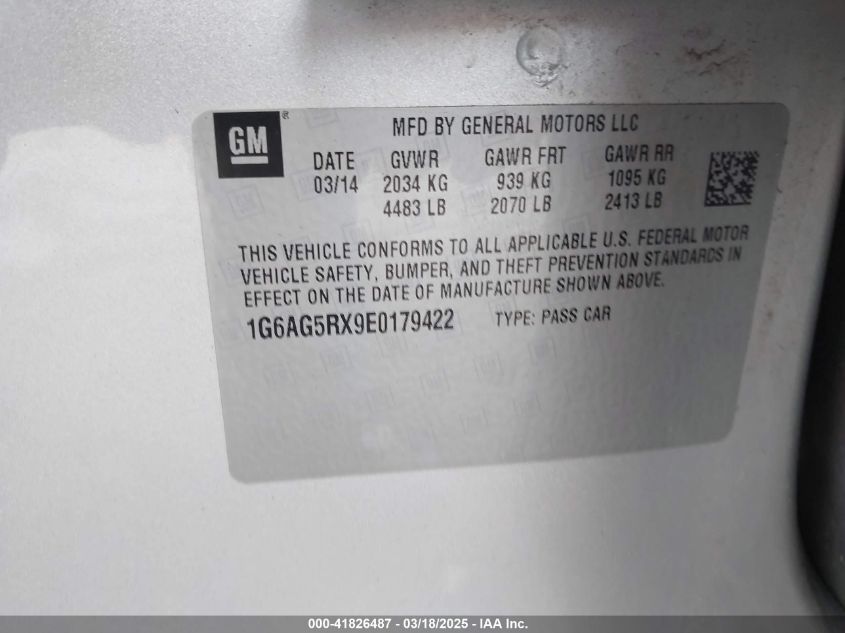 GM ®
MFD BY GENERAL MOTORS LLC
DATE GVWR GAWR FRT GAWR RR
03/14 2034 KG 939 KG 1095 KG
4483 LB 2070 LB 2413 LB
THIS VEHICLE CONFORMS TO ALL APPLICABLE U.S. FEDERAL MOTOR
VEHICLE SAFETY, BUMPER, AND THEFT PREVENTION STANDARDS IN
EFFECT ON THE DATE OF MANUFACTURE SHOWN ABOVE.
1G6AG5RX9E0179422 TYPE: PASS CAR
000-41826487 - 03/18/2025 - IAA Inc.